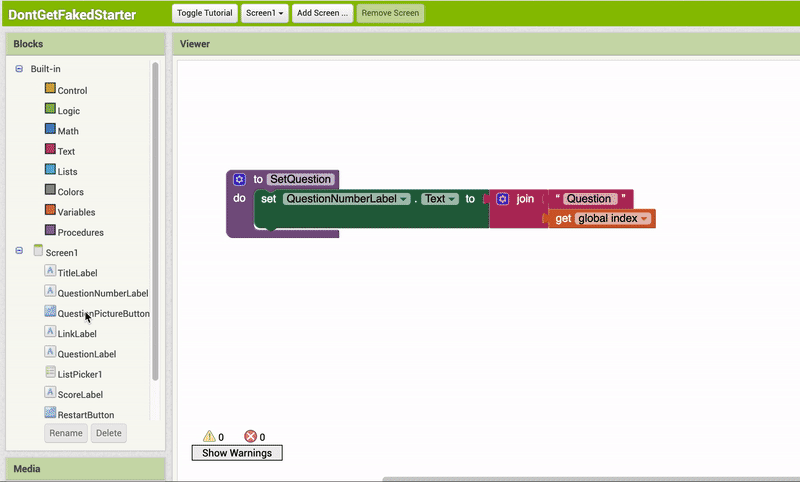 DontGetFakedStarter
Toggle Tutorial
Screen1
Add Screen ...
Remove Screen
Blocks
Viewer
Built-in
Control
Logic
Math
Text
Lists
Colors
Variables
Procedures
Screen1
TitleLabel
QuestionNumberLabel
QuestionPictureButton
LinkLabel
QuestionLabel
ListPicker1
ScoreLabel
RestartButton
Rename
Delete
Media
to SetQuestion
do set QuestionNumberLabel . Text to join " Question "
get global index
0 0
Show Warnings